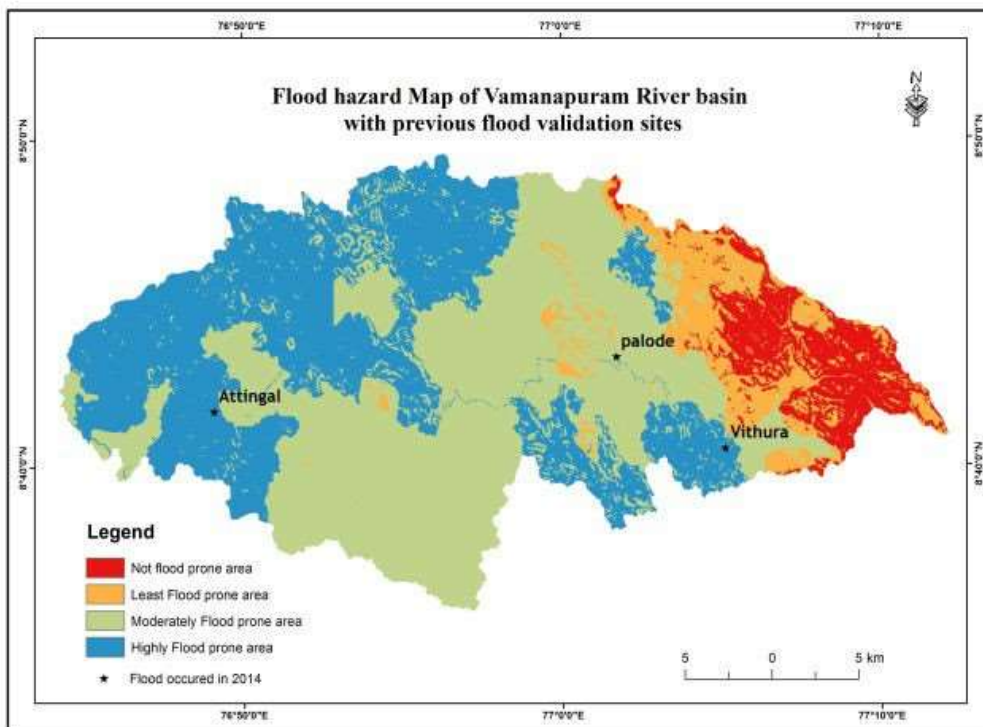 76°50'0"E 77°0'0"E 77°10'0"E
Flood hazard Map of Vamanapuram River basin
with previous flood validation sites
N
8°50'0"N 8°50'0"N
palode
Attingal
Vithura
8°40'0"N 8°40'0"N
Legend
Not flood prone area
Least Flood prone area
Moderately Flood prone area
Highly Flood prone area
Flood occured in 2014
5 0 5 km
76°50'0"E 77°0'0"E 77°10'0"E